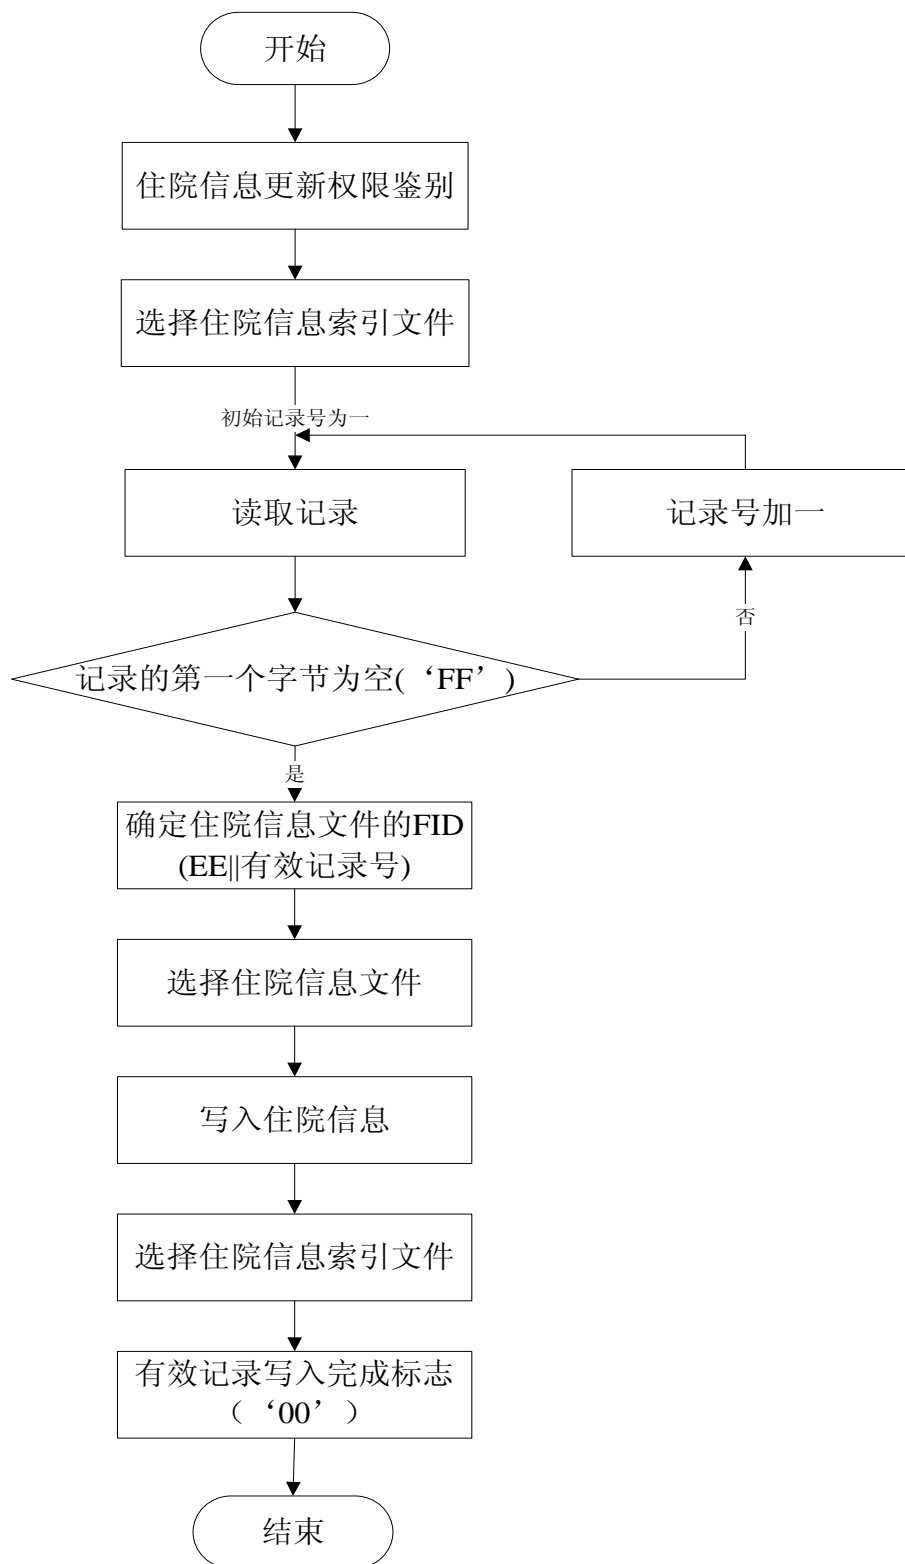 开始
住院信息更新权限鉴别
选择住院信息索引文件
初始记录号为一
读取记录
记录号加一
否
记录的第一个字节为空(‘FF’)
是
确定住院信息文件的FID
(EE||有效记录号)
选择住院信息文件
写入住院信息
选择住院信息索引文件
有效记录写入完成标志
（‘00’）
结束